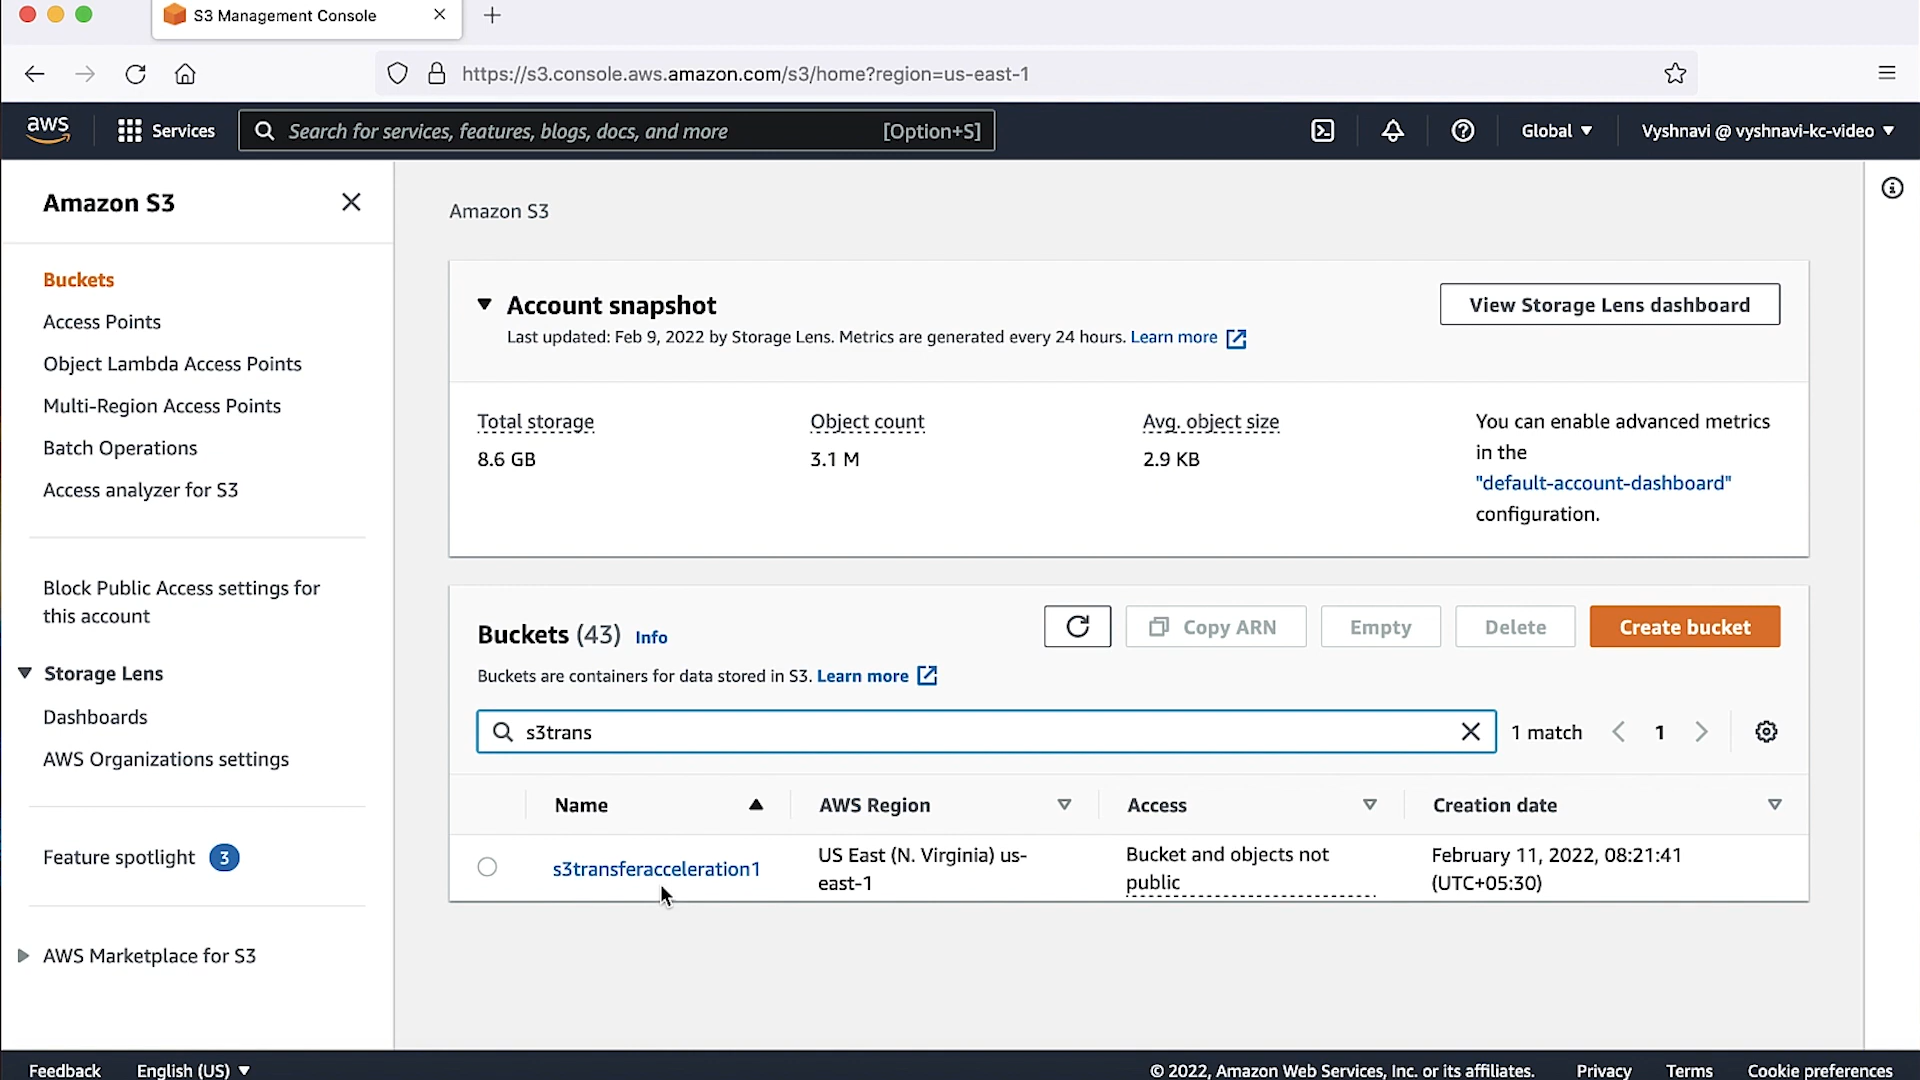 S3 Management Console
https://s3.console.aws.amazon.com/s3/home?region=us-east-1
aws
Services
Search for services, features, blogs, docs, and more
[Option+S]
Global
Vyshnavi @ vyshnavi-kc-video
Amazon S3
Buckets
Access Points
Object Lambda Access Points
Multi-Region Access Points
Batch Operations
Access analyzer for S3
Block Public Access settings for
this account
Storage Lens
Dashboards
AWS Organizations settings
Feature spotlight 3
AWS Marketplace for S3
Amazon S3
Account snapshot
Last updated: Feb 9, 2022 by Storage Lens. Metrics are generated every 24 hours. Learn more
View Storage Lens dashboard
Total storage
8.6 GB
Object count
3.1 M
Avg. object size
2.9 KB
You can enable advanced metrics
in the
"default-account-dashboard"
configuration.
Buckets (43) Info
Buckets are containers for data stored in S3. Learn more
Copy ARN
Empty
Delete
Create bucket
s3trans
1 match
1
Name
AWS Region
Access
Creation date
s3transferacceleration1
US East (N. Virginia) us-
east-1
Bucket and objects not
public
February 11, 2022, 08:21:41
(UTC+05:30)
Feedback
English (US)
© 2022, Amazon Web Services, Inc. or its affiliates.
Privacy
Terms
Cookie preferences